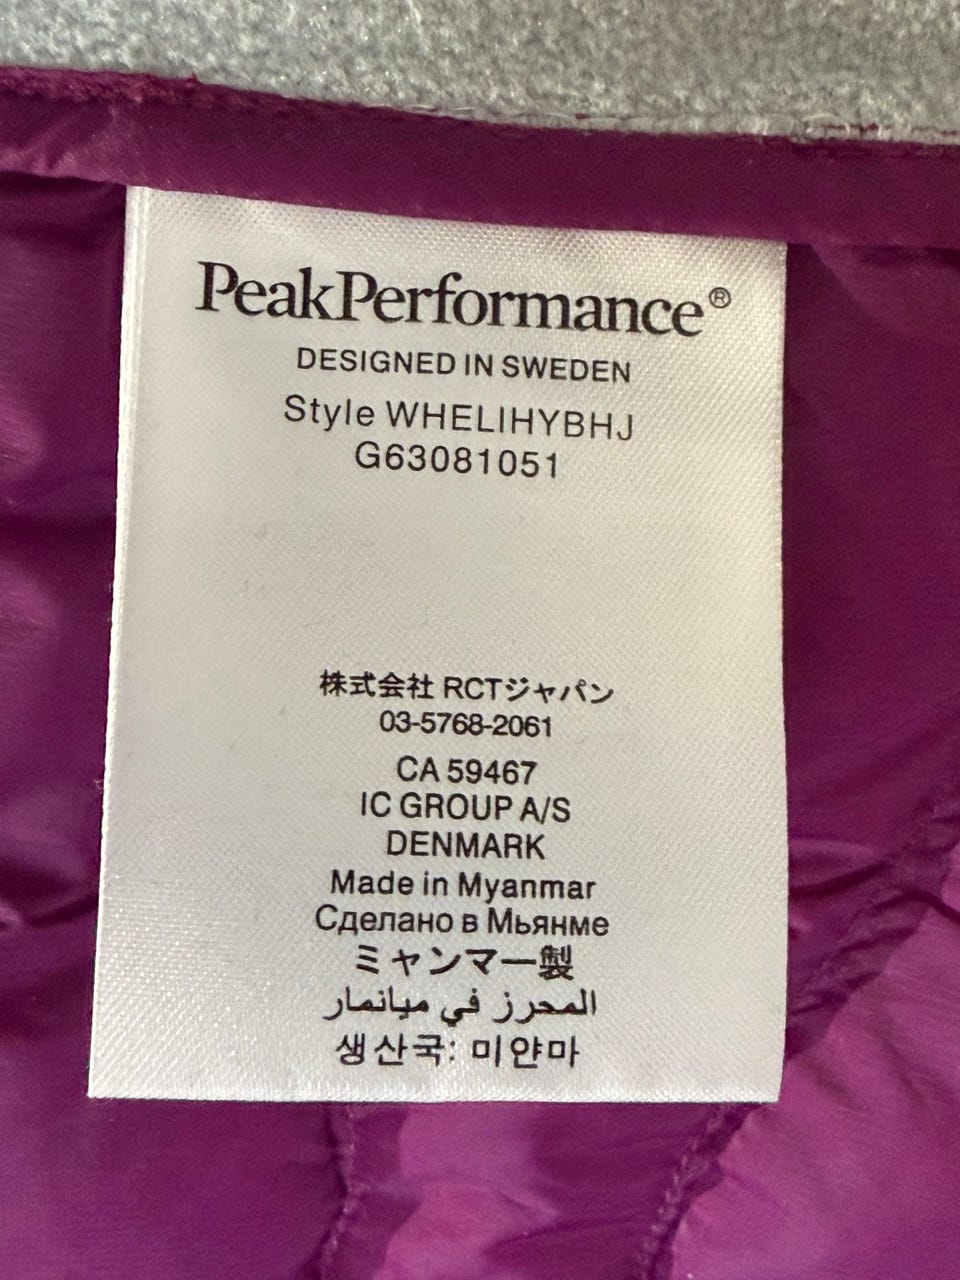 PeakPerformance®
DESIGNED IN SWEDEN
Style WHELIHYBHJ
G63081051
株式会社 RCTジャパン
03-5768-2061
CA 59467
IC GROUP A/S
DENMARK
Made in Myanmar
Сделано в Мьянме
ミャンマー製
المحرز في ميانمار
생산국: 미얀마